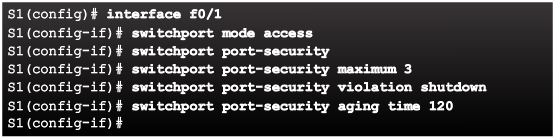 S1(config)# interface f0/1
S1(config-if)# switchport mode access
S1(config-if)# switchport port-security
S1(config-if)# switchport port-security maximum 3
S1(config-if)# switchport port-security violation shutdown
S1(config-if)# switchport port-security aging time 120
S1(config-if)#